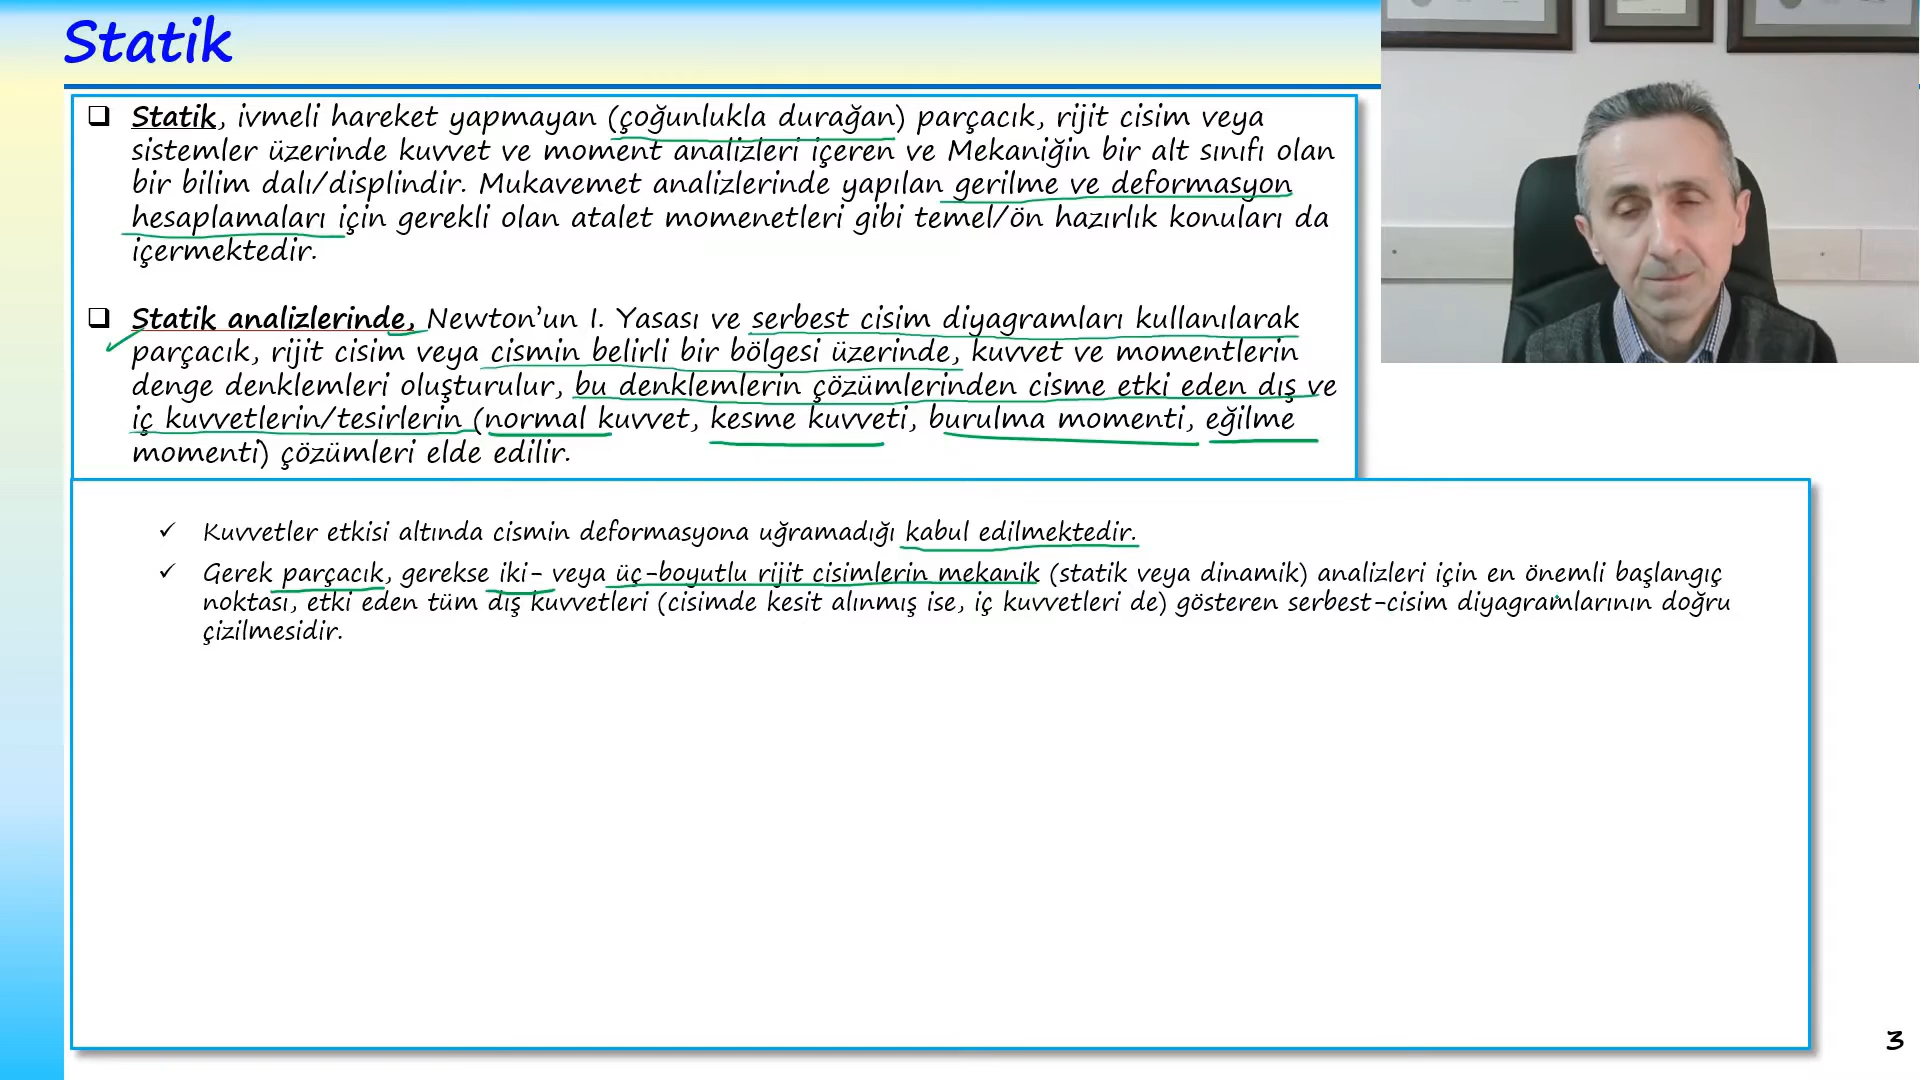 Statik
❑ Statik, ivmeli hareket yapmayan (çoğunlukla durağan) parçacık, rijit cisim veya
sistemler üzerinde kuvvet ve moment analizleri içeren ve Mekaniğin bir alt sınıfı olan
bir bilim dalı/displindir. Mukavemet analizlerinde yapılan gerilme ve deformasyon
hesaplamaları için gerekli olan atalet momenetleri gibi temel/ön hazırlık konuları da
içermektedir.
❑ Statik analizlerinde, Newton’un I. Yasası ve serbest cisim diyagramları kullanılarak
parçacık, rijit cisim veya cismin belirli bir bölgesi üzerinde, kuvvet ve momentlerin
denge denklemleri oluşturulur, bu denklemlerin çözümlerinden cisme etki eden dış ve
iç kuvvetlerin/tesirlerin (normal kuvvet, kesme kuvveti, burulma momenti, eğilme
momenti) çözümleri elde edilir.
✓ Kuvvetler etkisi altında cismin deformasyona uğramadığı kabul edilmektedir.
✓ Gerek parçacık, gerekse iki- veya üç-boyutlu rijit cisimlerin mekanik (statik veya dinamik) analizleri için en önemli başlangıç
noktası, etki eden tüm dış kuvvetleri (cisimde kesit alınmış ise, iç kuvvetleri de) gösteren serbest-cisim diyagramlarının doğru
çizilmesidir.
3